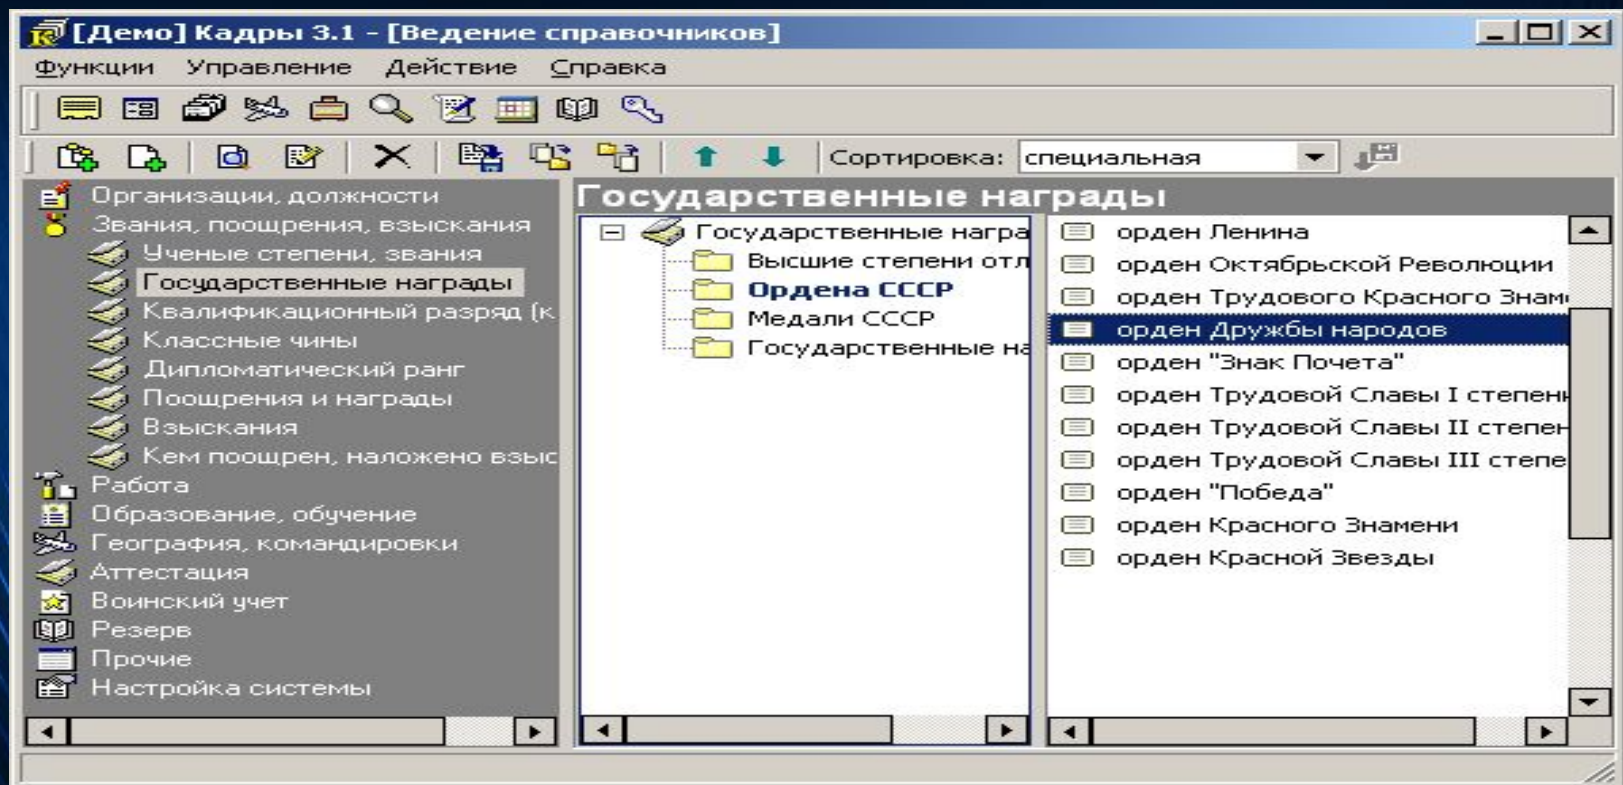 [Демо] Кадры 3.1 - [Ведение справочников]
Функции Управление Действие Справка
Сортировка: специальная
Организации, должности
Звания, поощрения, взыскания
Ученые степени, звания
Государственные награды
Квалификационный разряд (к
Классные чины
Дипломатический ранг
Поощрения и награды
Взыскания
Кем поощрен, наложено взыс
Работа
Образование, обучение
География, командировки
Аттестация
Воинский учет
Резерв
Прочие
Настройка системы
Государственные награды
Государственные награ
Высшие степени отл
Ордена СССР
Медали СССР
Государственные на
орден Ленина
орден Октябрьской Революции
орден Трудового Красного Знам
орден Дружбы народов
орден "Знак Почета"
орден Трудовой Славы I степен
орден Трудовой Славы II степен
орден Трудовой Славы III степе
орден "Победа"
орден Красного Знамени
орден Красной Звезды